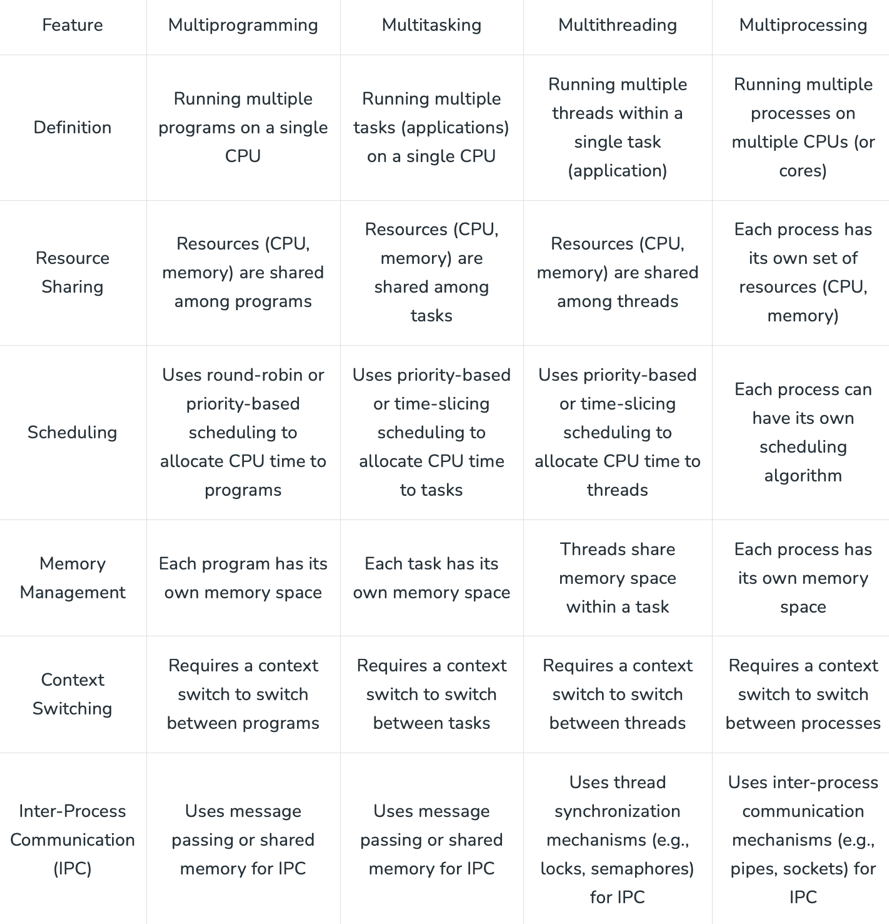 Feature
Multiprogramming
Multitasking
Multithreading
Multiprocessing
Definition
Running multiple
programs on a single
CPU
Running multiple
tasks (applications)
on a single CPU
Running multiple
threads within a
single task
(application)
Running multiple
processes on
multiple CPUs (or
cores)
Resource
Sharing
Resources (CPU,
memory) are shared
among programs
Resources (CPU,
memory) are
shared among
tasks
Resources (CPU,
memory) are shared
among threads
Each process has
its own set of
resources (CPU,
memory)
Scheduling
Uses round-robin or
priority-based
scheduling to
allocate CPU time to
programs
Uses priority-based
or time-slicing
scheduling to
allocate CPU time
to tasks
Uses priority-based
or time-slicing
scheduling to
allocate CPU time to
threads
Each process can
have its own
scheduling
algorithm
Memory
Management
Each program has its
own memory space
Each task has its
own memory space
Threads share
memory space
within a task
Each process has
its own memory
space
Context
Switching
Requires a context
switch to switch
between programs
Requires a context
switch to switch
between tasks
Requires a context
switch to switch
between threads
Requires a context
switch to switch
between processes
Inter-Process
Communication
(IPC)
Uses message
passing or shared
memory for IPC
Uses message
passing or shared
memory for IPC
Uses thread
synchronization
mechanisms (e.g.,
locks, semaphores)
for IPC
Uses inter-process
communication
mechanisms (e.g.,
pipes, sockets) for
IPC